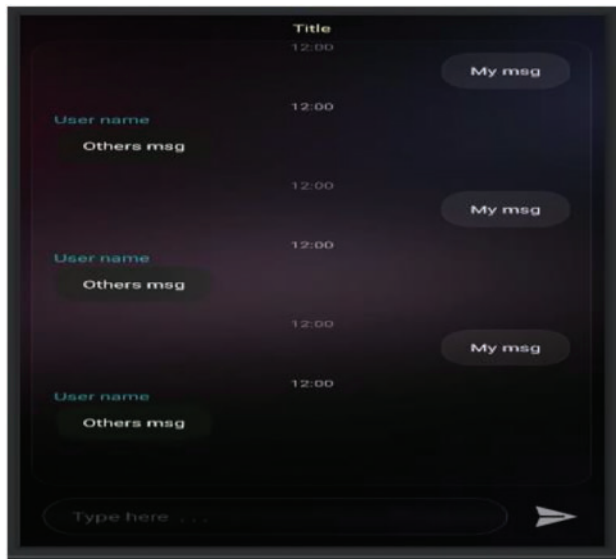 Title
12:00
My msg
12:00
User name
Others msg
12:00
My msg
12:00
User name
Others msg
12:00
My msg
12:00
User name
Others msg
Type here . . .